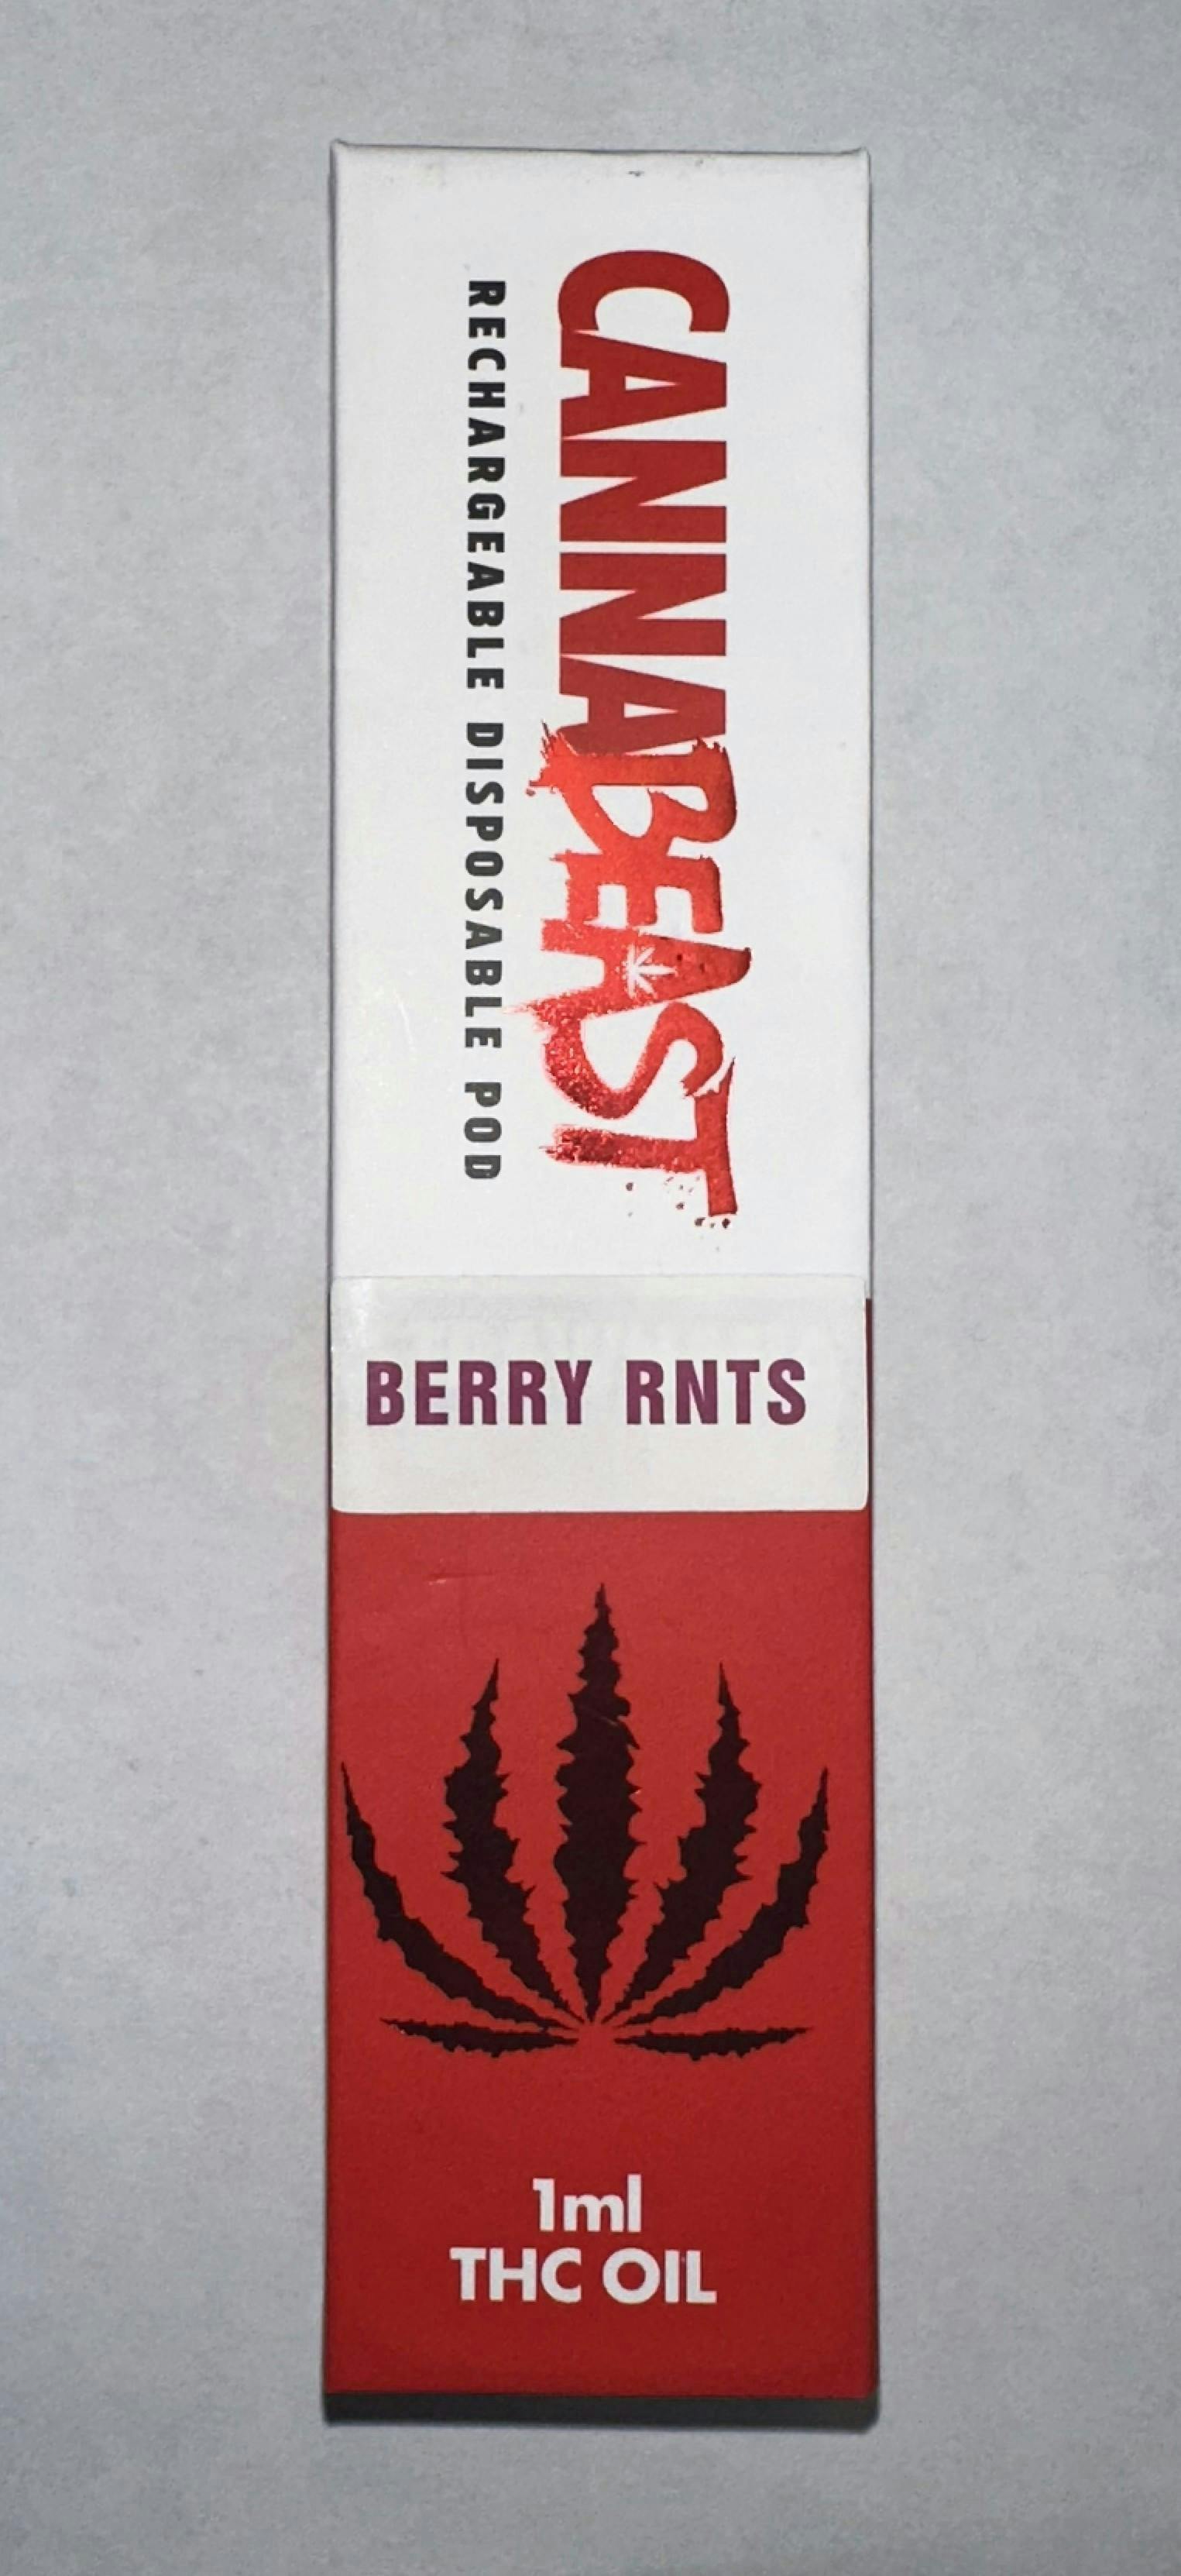 CANNABEAST
RECHARGEABLE DISPOSABLE POD
BERRY RNTS
1ml
THC OIL